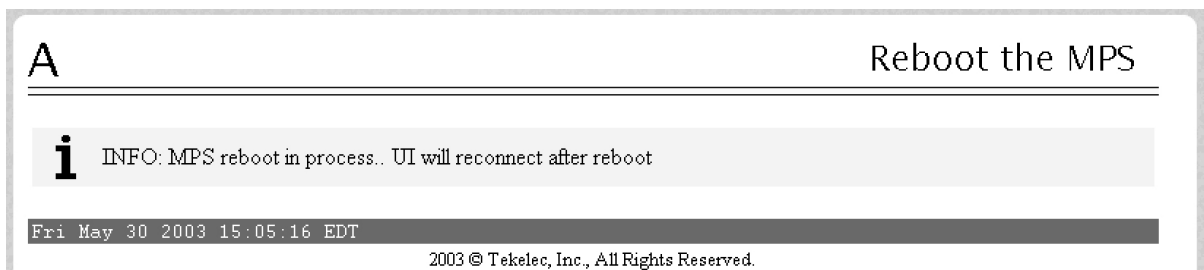 A Reboot the MPS
i INFO: MPS reboot in process.. UI will reconnect after reboot
Fri May 30 2003 15:05:16 EDT
2003 © Tekelec, Inc., All Rights Reserved.